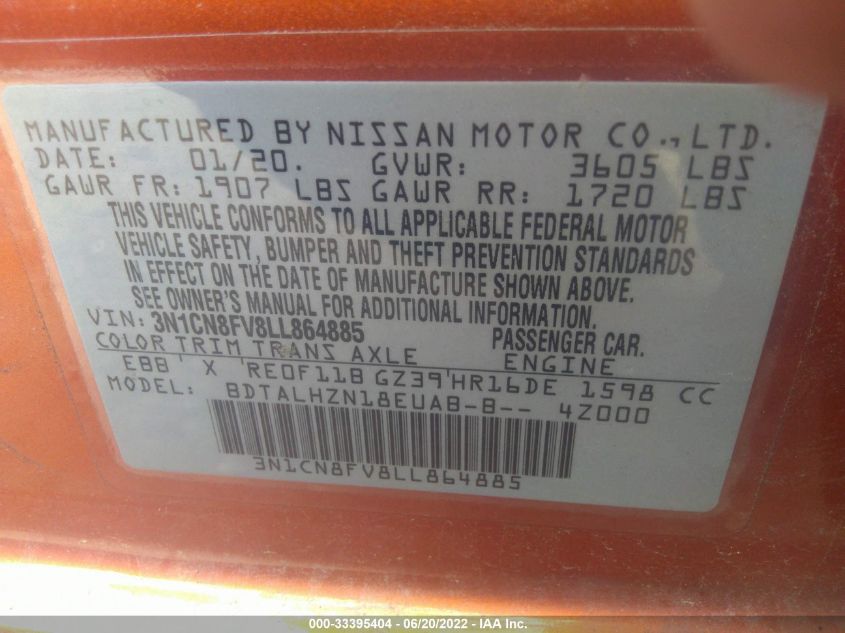 MANUFACTURED BY NISSAN MOTOR CO.,LTD.
DATE: 01/20. GVWR: 3605 LBS
GAWR FR: 1907 LBS GAWR RR: 1720 LBS
THIS VEHICLE CONFORMS TO ALL APPLICABLE FEDERAL MOTOR
VEHICLE SAFETY, BUMPER AND THEFT PREVENTION STANDARDS
IN EFFECT ON THE DATE OF MANUFACTURE SHOWN ABOVE.
SEE OWNER'S MANUAL FOR ADDITIONAL INFORMATION.
VIN: 3N1CN8FV8LL864885 PASSENGER CAR.
COLOR TRIM TRANS AXLE ENGINE
EBB ' X 'RE0F11B GZ39'HR16DE 1598 CC
MODEL: BDTALHZN18EUAB-B-- 4Z000
3N1CN8FV8LL864885
000-33395404 - 06/20/2022 - IAA Inc.